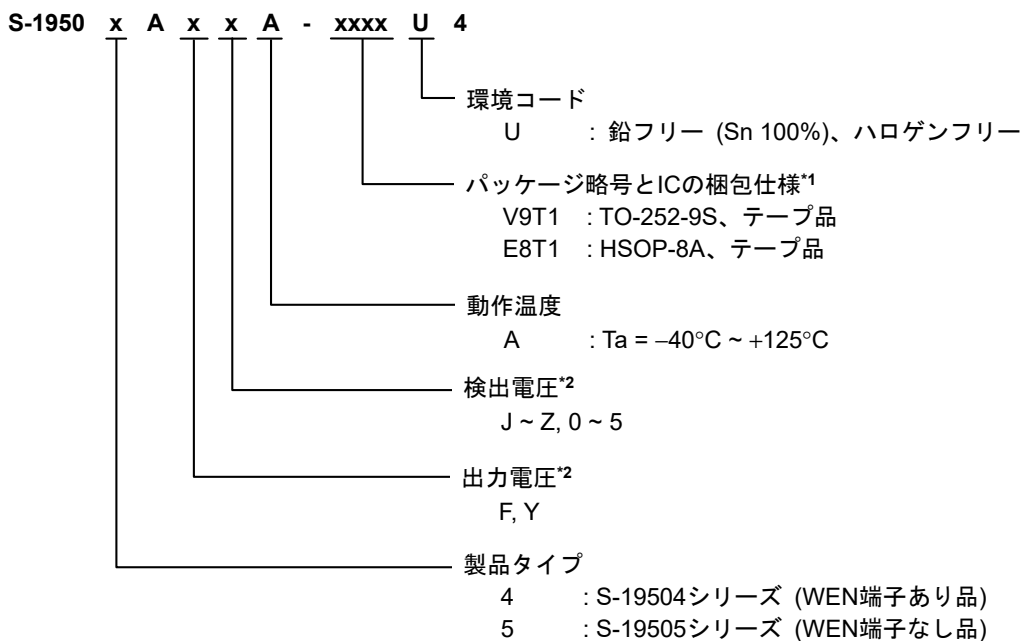 S-1950 x A x x A - xxxx U 4
環境コード
U : 鉛フリー (Sn 100%)、ハロゲンフリー
パッケージ略号とICの梱包仕様*1
V9T1 : TO-252-9S、テープ品
E8T1 : HSOP-8A、テープ品
動作温度
A : Ta = −40°C ~ +125°C
検出電圧*2
J ~ Z, 0 ~ 5
出力電圧*2
F, Y
製品タイプ
4 : S-19504シリーズ (WEN端子あり品)
5 : S-19505シリーズ (WEN端子なし品)